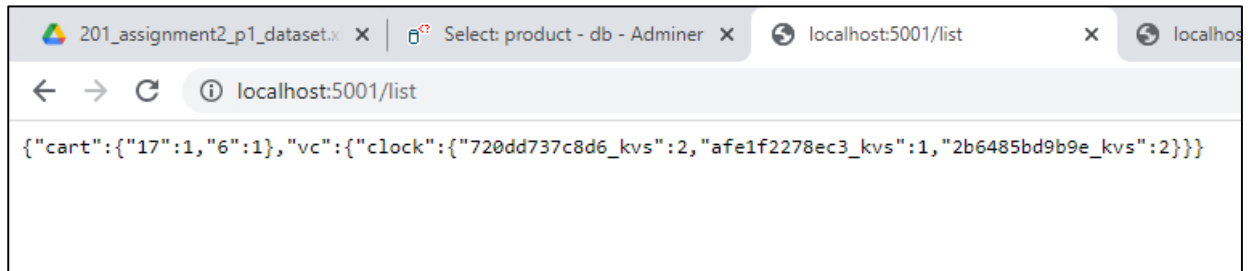 201_assignment2_p1_dataset.x
Select: product - db - Adminer
localhost:5001/list
localhos
localhost:5001/list
{"cart":{"17":1,"6":1},"vc":{"clock":{"720dd737c8d6_kvs":2,"afe1f2278ec3_kvs":1,"2b6485bd9b9e_kvs":2}}}